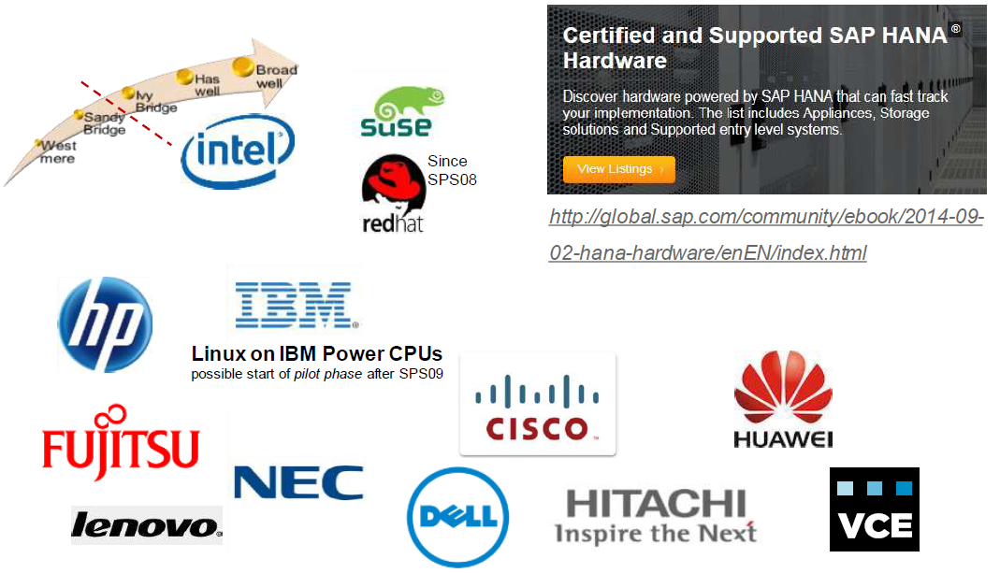 Certified and Supported SAP HANA®
Hardware
Discover hardware powered by SAP HANA that can fast track
your implementation. The list includes Appliances, Storage
solutions and Supported entry level systems.
View Listings ›
http://global.sap.com/community/ebook/2014-09-
02-hana-hardware/enEN/index.html
Broad
well
Has
well
Ivy
Bridge
Sandy
Bridge
West
mere
intel®
suse
Since
SPS08
redhat
hp
IBM®
Linux on IBM Power CPUs
possible start of pilot phase after SPS09
CISCO™
HUAWEI
FUJITSU
NEC
lenovo®
DELL
HITACHI
Inspire the Next
VCE